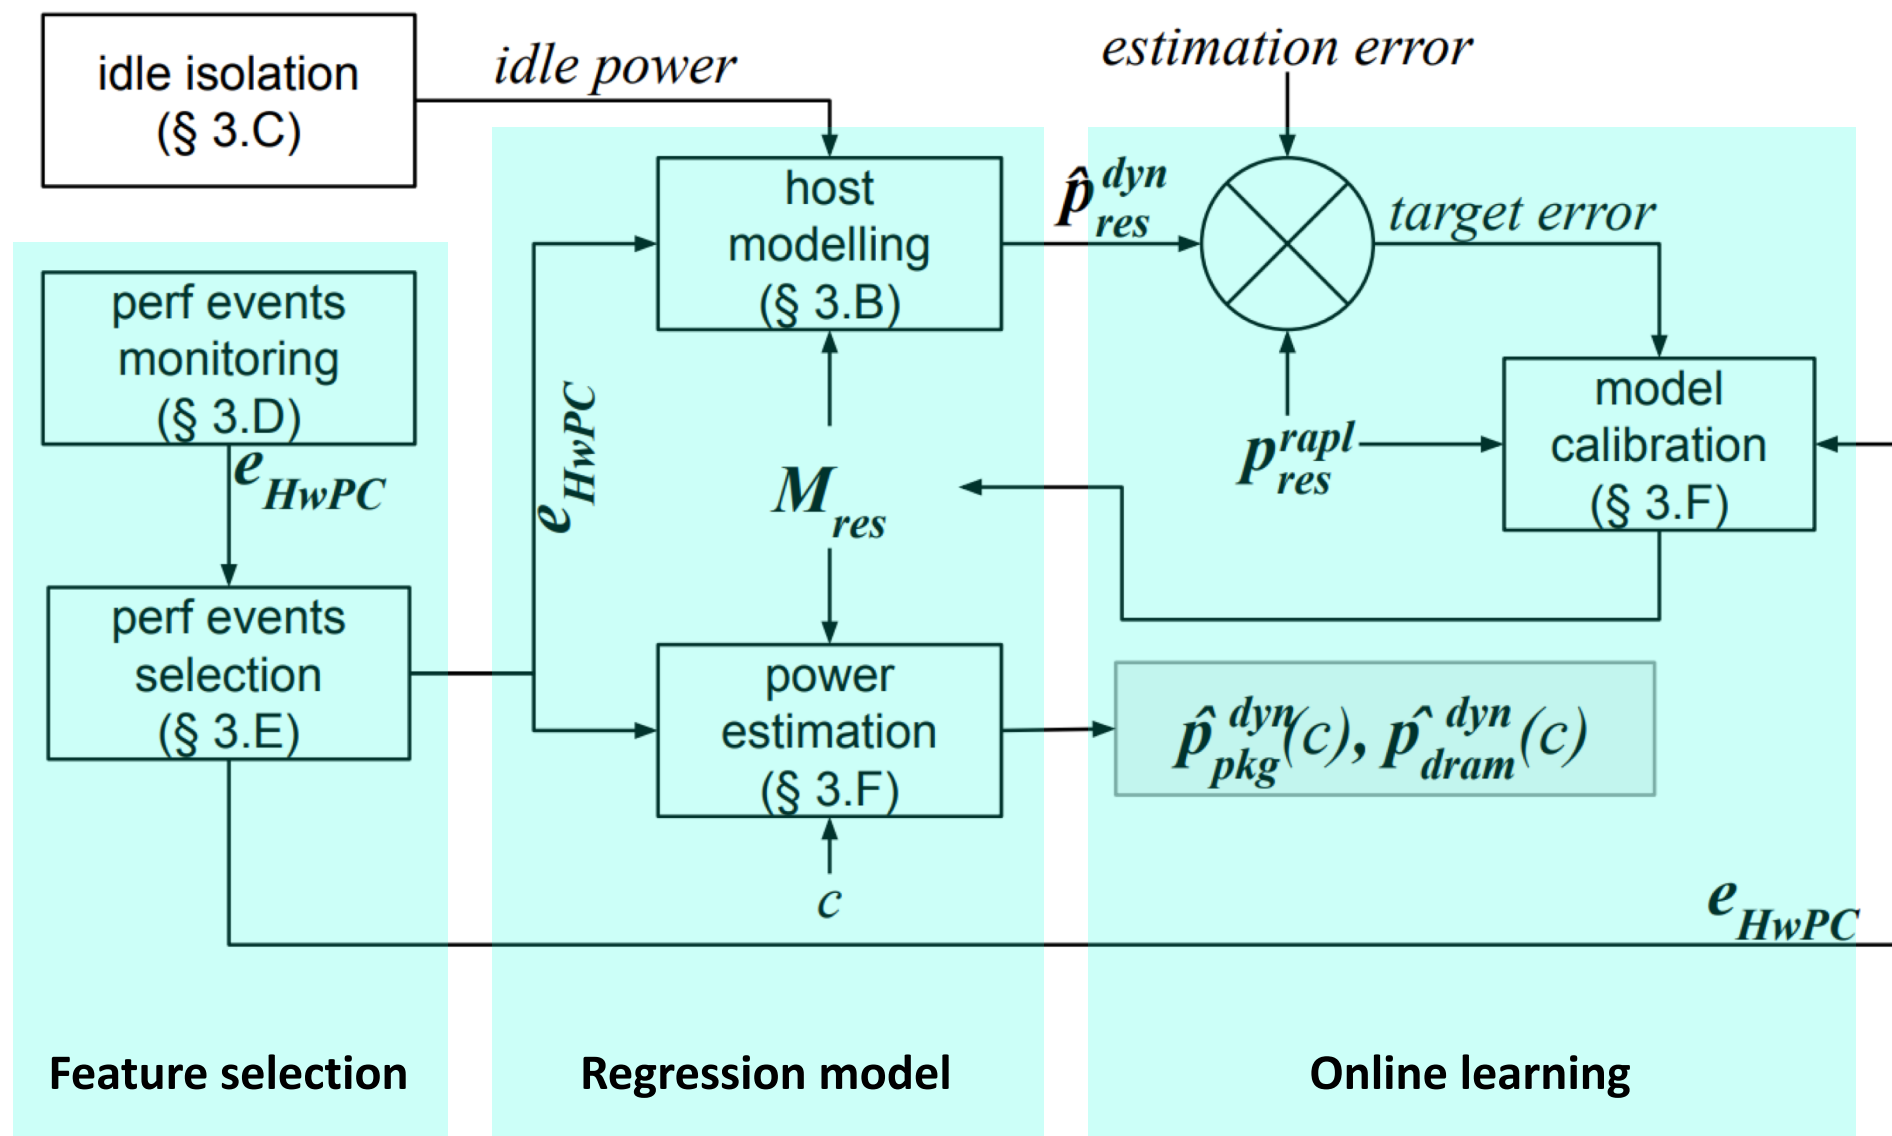 idle isolation
(§ 3.C)
idle power
estimation error
host
modelling
(§ 3.B)
p̂ dyn res
target error
perf events
monitoring
(§ 3.D)
e HwPC
e HwPC
M res
p rapl res
model
calibration
(§ 3.F)
perf events
selection
(§ 3.E)
power
estimation
(§ 3.F)
p̂ dyn pkg (c), p̂ dyn dram (c)
c
e HwPC
Feature selection
Regression model
Online learning